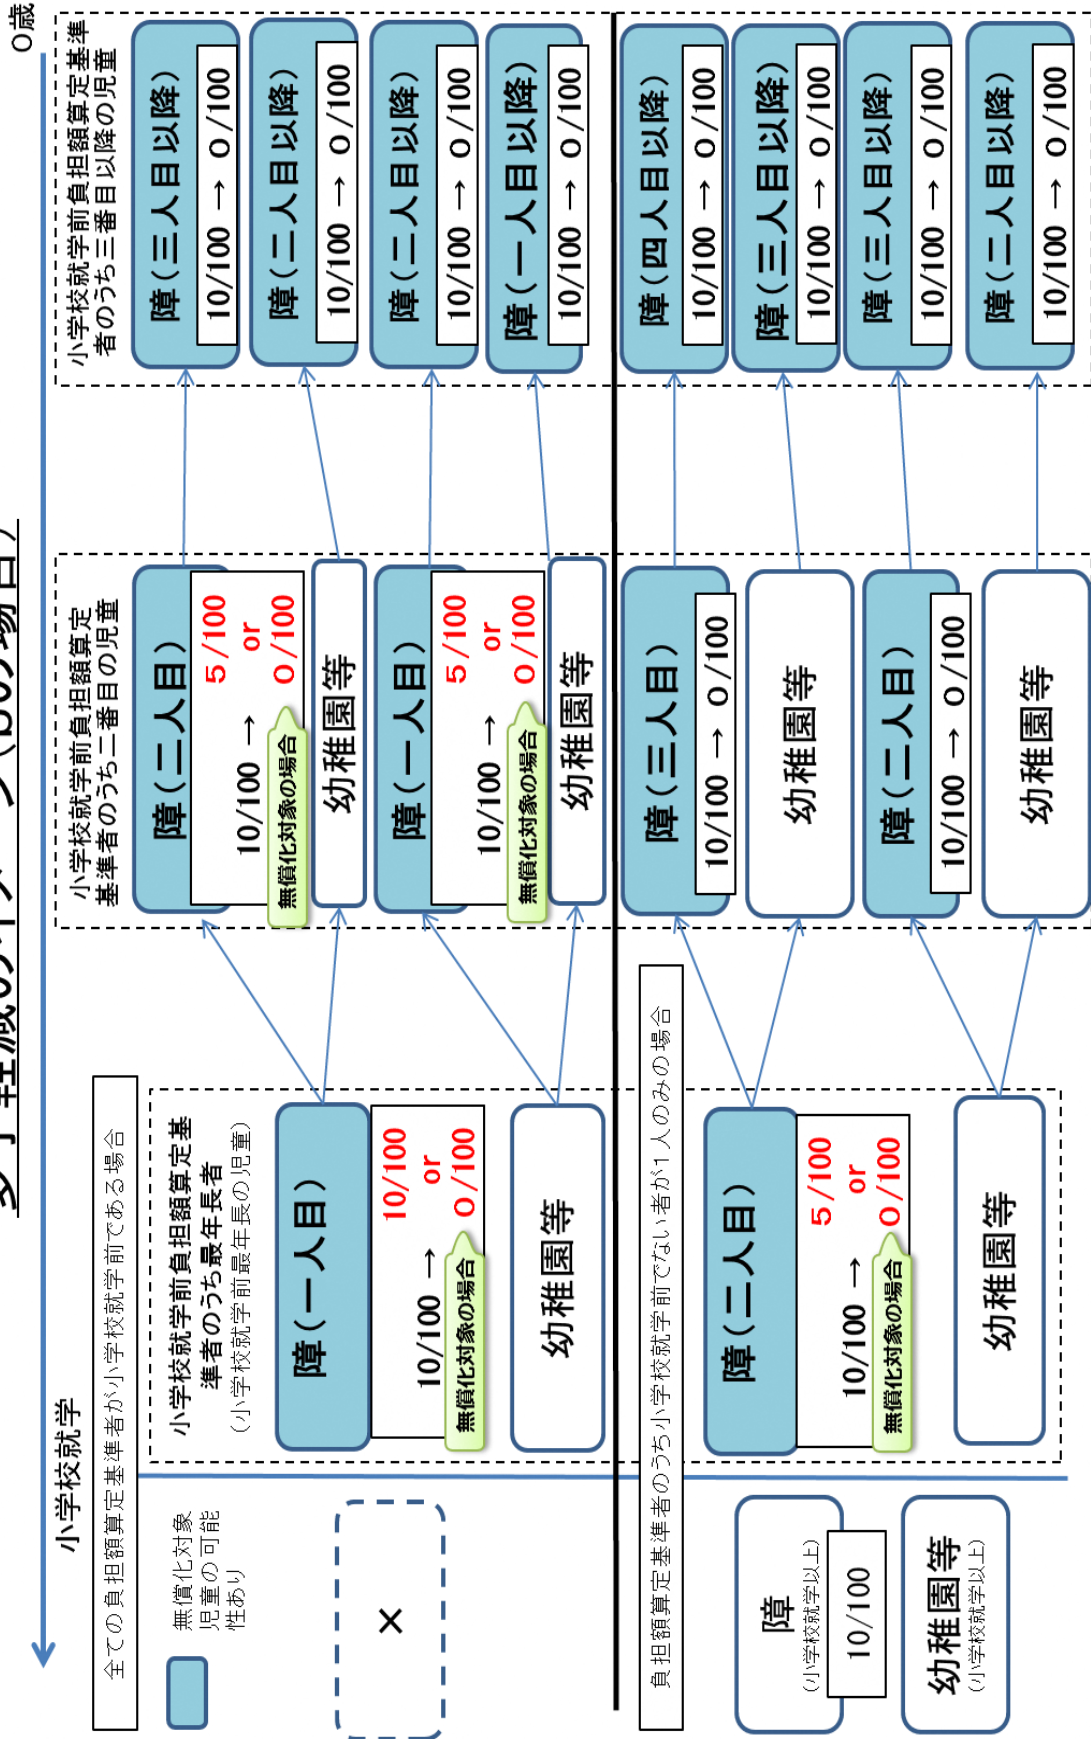 小学校就学
0歳
全ての負担額算定基準者が小学校就学前である場合
無償化対象
児童の可能
性あり
×
小学校就学前負担額算定基
準者のうち最年長者
(小学校就学前最年長の児童)
障(一人目)
10/100 →
10/100
or
0/100
無償化対象の場合
幼稚園等
小学校就学前負担額算定
基準者のうち二番目の児童
障(二人目)
10/100 →
5/100
or
0/100
無償化対象の場合
幼稚園等
障(一人目)
10/100 →
5/100
or
0/100
無償化対象の場合
幼稚園等
小学校就学前負担額算定基準
者のうち三番目以降の児童
障(三人目以降)
10/100 → 0/100
障(二人目以降)
10/100 → 0/100
障(二人目以降)
10/100 → 0/100
障(一人目以降)
10/100 → 0/100
負担額算定基準者のうち小学校就学前でない者が1人のみの場合
障
(小学校就学以上)
10/100
幼稚園等
(小学校就学以上)
障(二人目)
10/100 →
5/100
or
0/100
無償化対象の場合
幼稚園等
障(三人目)
10/100 → 0/100
幼稚園等
障(二人目)
10/100 → 0/100
幼稚園等
障(四人目以降)
10/100 → 0/100
障(三人目以降)
10/100 → 0/100
障(三人目以降)
10/100 → 0/100
障(二人目以降)
10/100 → 0/100